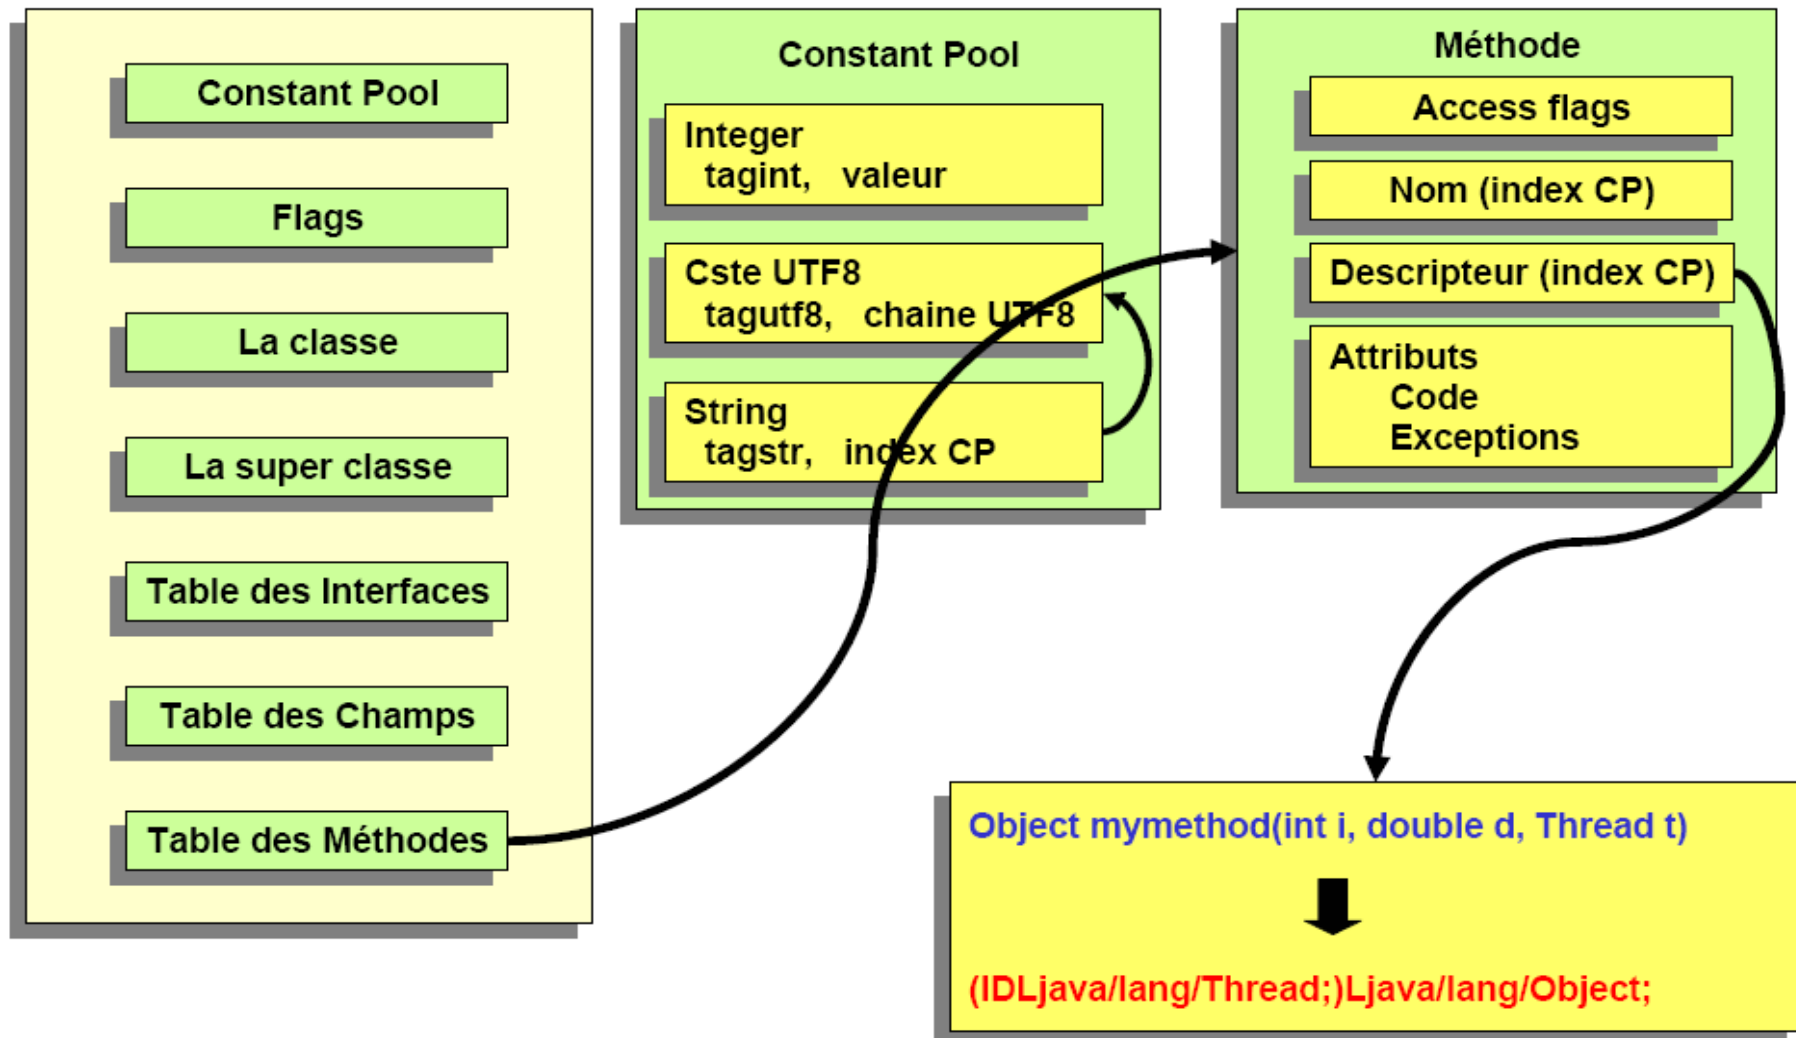 Constant Pool
Flags
La classe
La super classe
Table des Interfaces
Table des Champs
Table des Méthodes
Constant Pool
Integer
tagint, valeur
Cste UTF8
tagutf8, chaine UTF8
String
tagstr, index CP
Méthode
Access flags
Nom (index CP)
Descripteur (index CP)
Attributs
Code
Exceptions
Object mymethod(int i, double d, Thread t)
(IDLjava/lang/Thread;)Ljava/lang/Object;